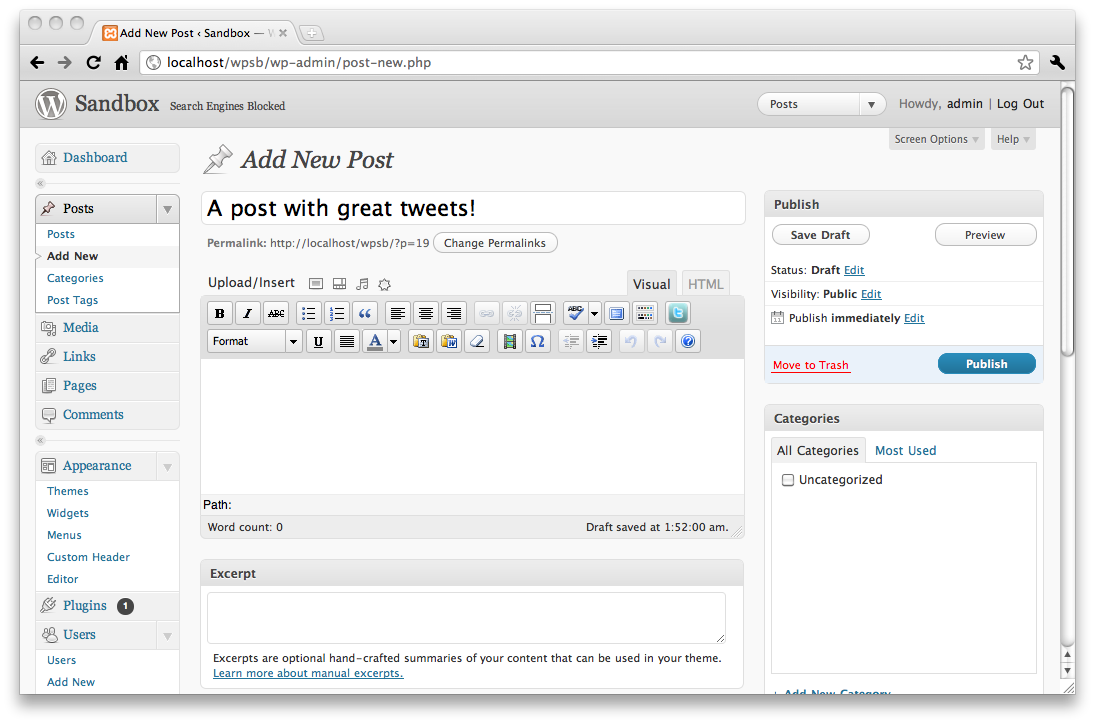 Add New Post ‹ Sandbox —
localhost/wpsb/wp-admin/post-new.php
Sandbox Search Engines Blocked
Posts
Howdy, admin | Log Out
Screen Options
Help
Dashboard
Posts
Posts
Add New
Categories
Post Tags
Media
Links
Pages
Comments
Appearance
Themes
Widgets
Menus
Custom Header
Editor
Plugins 1
Users
Users
Add New
Add New Post
A post with great tweets!
Permalink: http://localhost/wpsb/?p=19 Change Permalinks
Upload/Insert
Visual HTML
B I ABC ABC
Format U A T W Ω ?
Path:
Word count: 0 Draft saved at 1:52:00 am.
Excerpt
Excerpts are optional hand-crafted summaries of your content that can be used in your theme.
Learn more about manual excerpts.
Publish
Save Draft Preview
Status: Draft Edit
Visibility: Public Edit
Publish immediately Edit
Move to Trash Publish
Categories
All Categories Most Used
Uncategorized
+ Add New Category